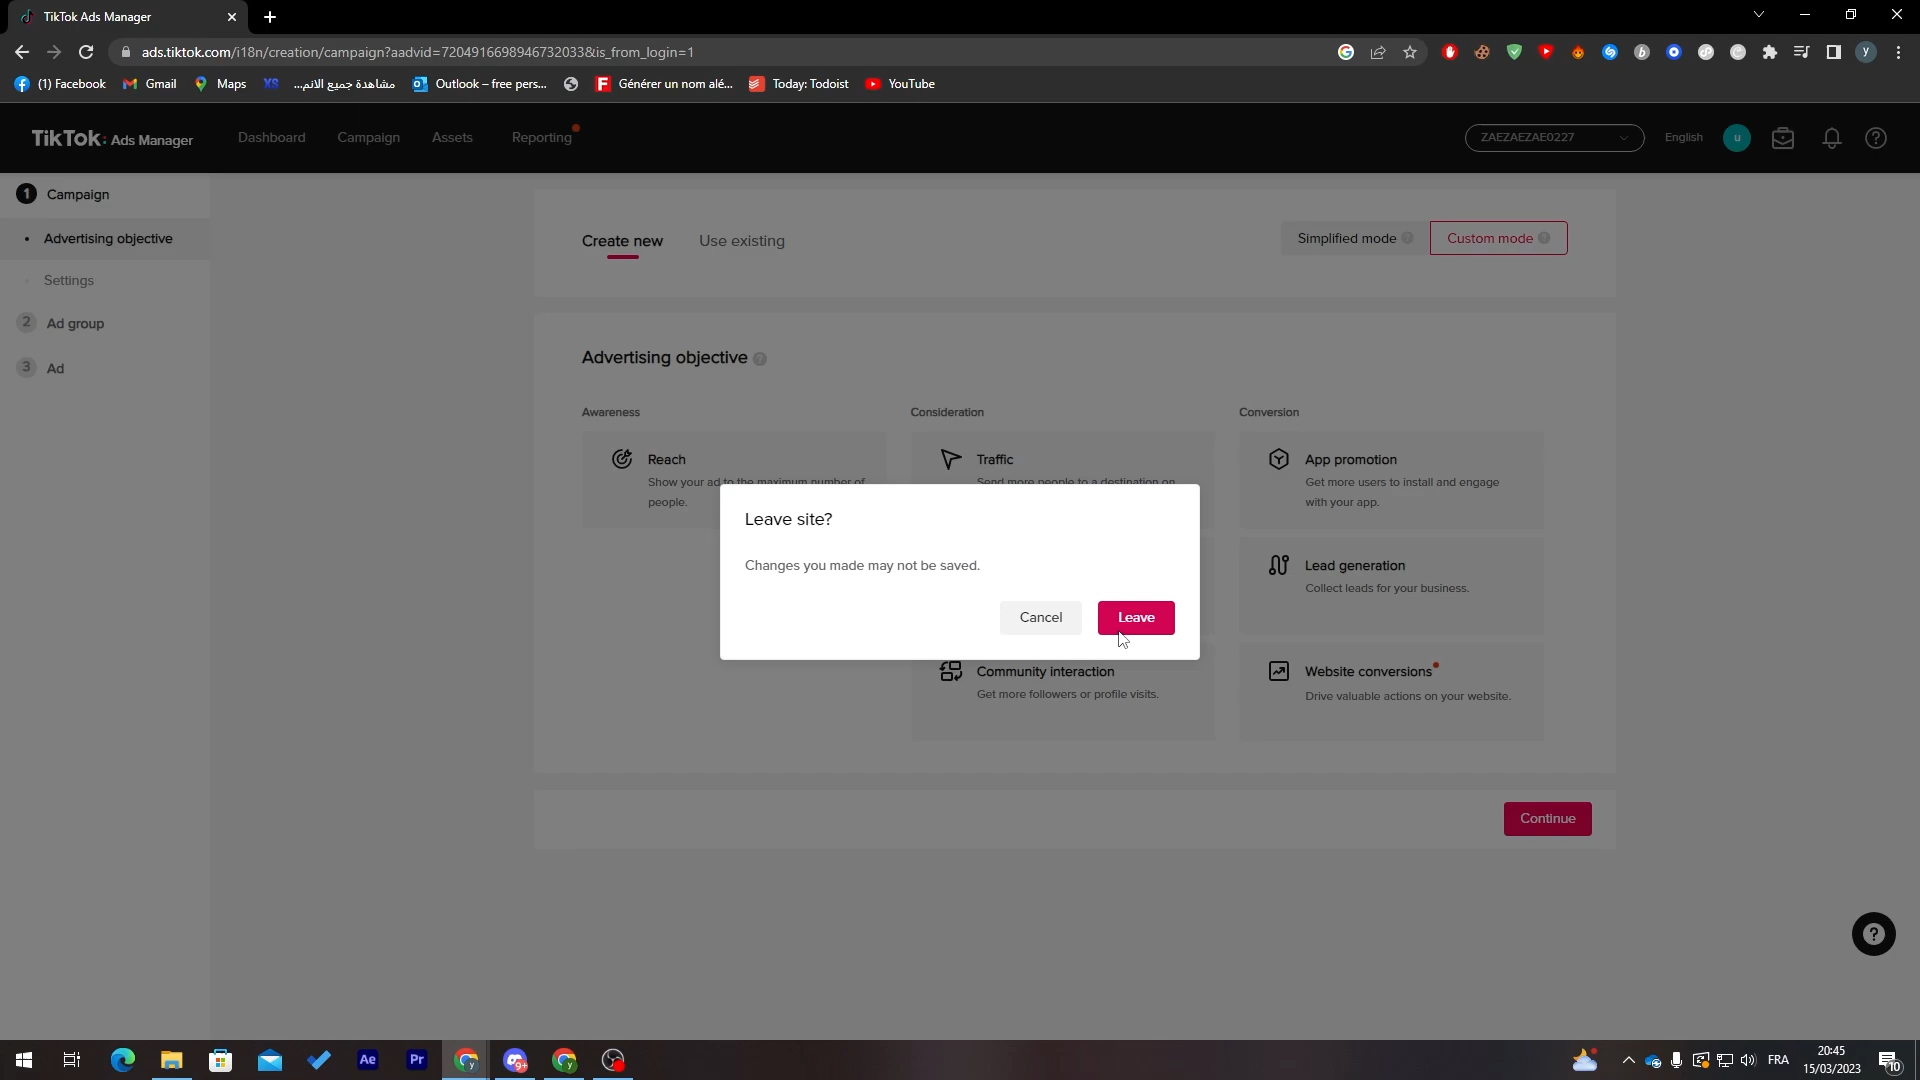 TikTok Ads Manager
ads.tiktok.com/i18n/creation/campaign?aadvid=7204916698946732033&is_from_login=1
(1) Facebook
Gmail
Maps
XS
مشاهدة جميع الانم...
Outlook – free pers...
Générer un nom alé...
Today: Todoist
YouTube
TikTok: Ads Manager
Dashboard
Campaign
Assets
Reporting
ZAEZAEZAE0227
English
u
1 Campaign
Advertising objective
Settings
2 Ad group
3 Ad
Create new
Use existing
Simplified mode
Custom mode
Advertising objective
Awareness
Consideration
Conversion
Reach
Show your ad to the maximum number of
people.
Traffic
Send more people to a destination on
App promotion
Get more users to install and engage
with your app.
Leave site?
Changes you made may not be saved.
Cancel
Leave
Lead generation
Collect leads for your business.
Community interaction
Get more followers or profile visits.
Website conversions
Drive valuable actions on your website.
Continue
?
Ae
Pr
9+
FRA
20:45
15/03/2023
10